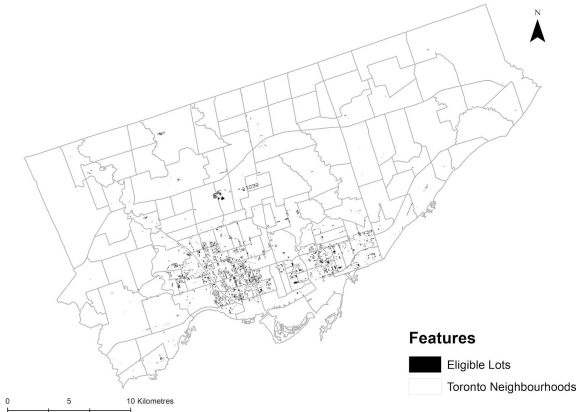 N
Features
Eligible Lots
Toronto Neighbourhoods
0 5 10 Kilometres